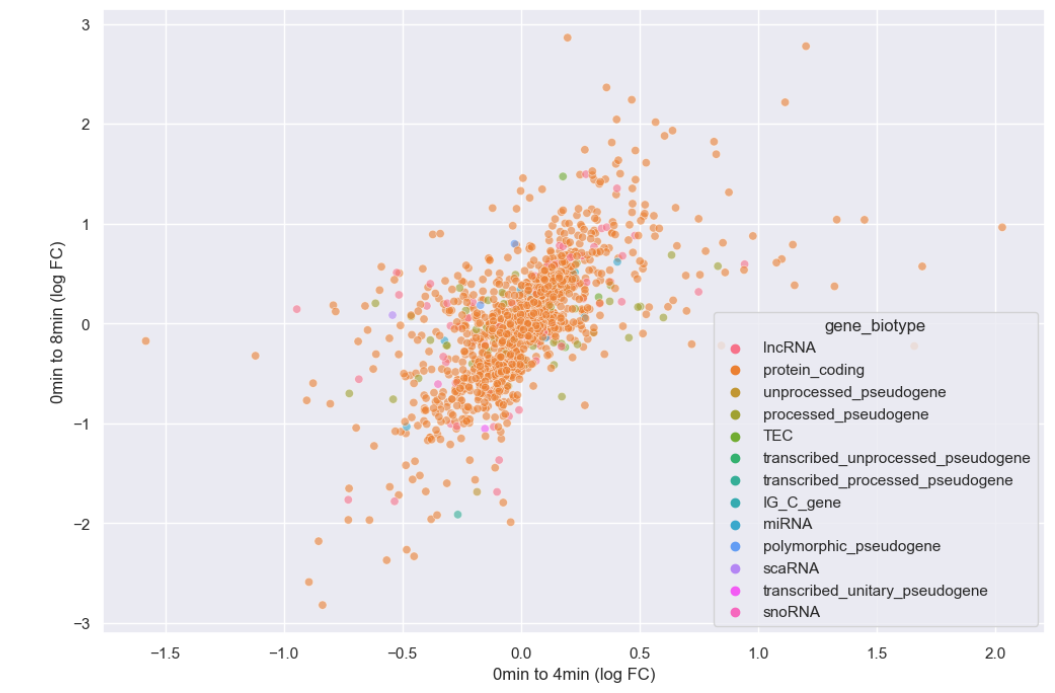 3
2
1
0
−1
−2
−3
0min to 8min (log FC)
gene_biotype
lncRNA
protein_coding
unprocessed_pseudogene
processed_pseudogene
TEC
transcribed_unprocessed_pseudogene
transcribed_processed_pseudogene
IG_C_gene
miRNA
polymorphic_pseudogene
scaRNA
transcribed_unitary_pseudogene
snoRNA
−1.5 −1.0 −0.5 0.0 0.5 1.0 1.5 2.0
0min to 4min (log FC)